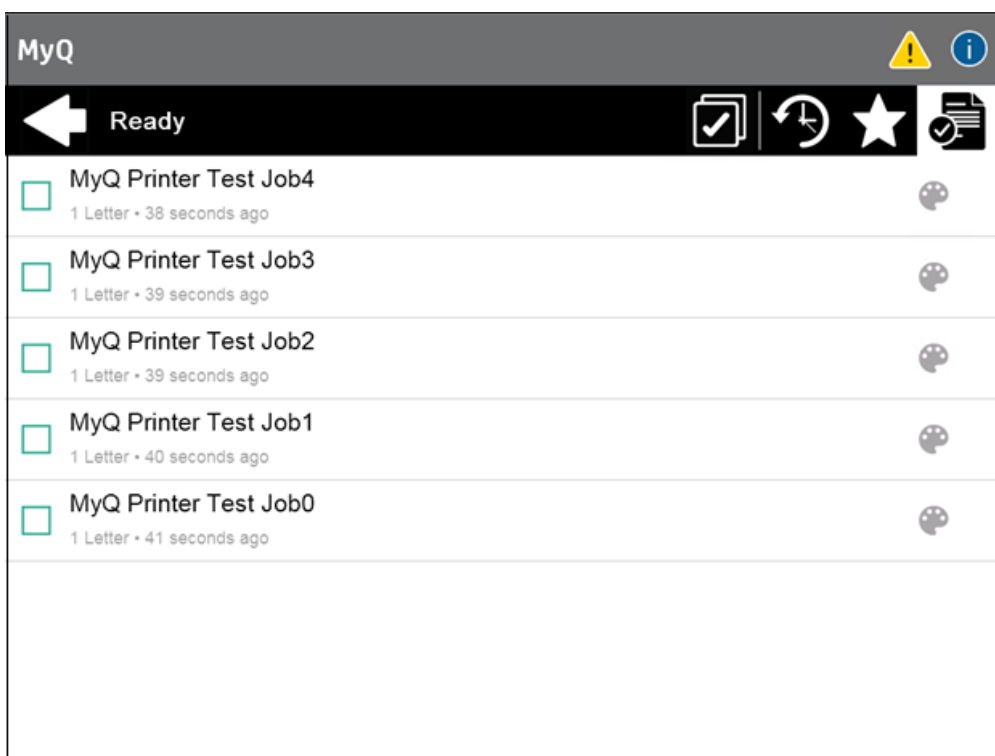 MyQ
Ready
MyQ Printer Test Job4
1 Letter • 38 seconds ago
MyQ Printer Test Job3
1 Letter • 39 seconds ago
MyQ Printer Test Job2
1 Letter • 39 seconds ago
MyQ Printer Test Job1
1 Letter • 40 seconds ago
MyQ Printer Test Job0
1 Letter • 41 seconds ago